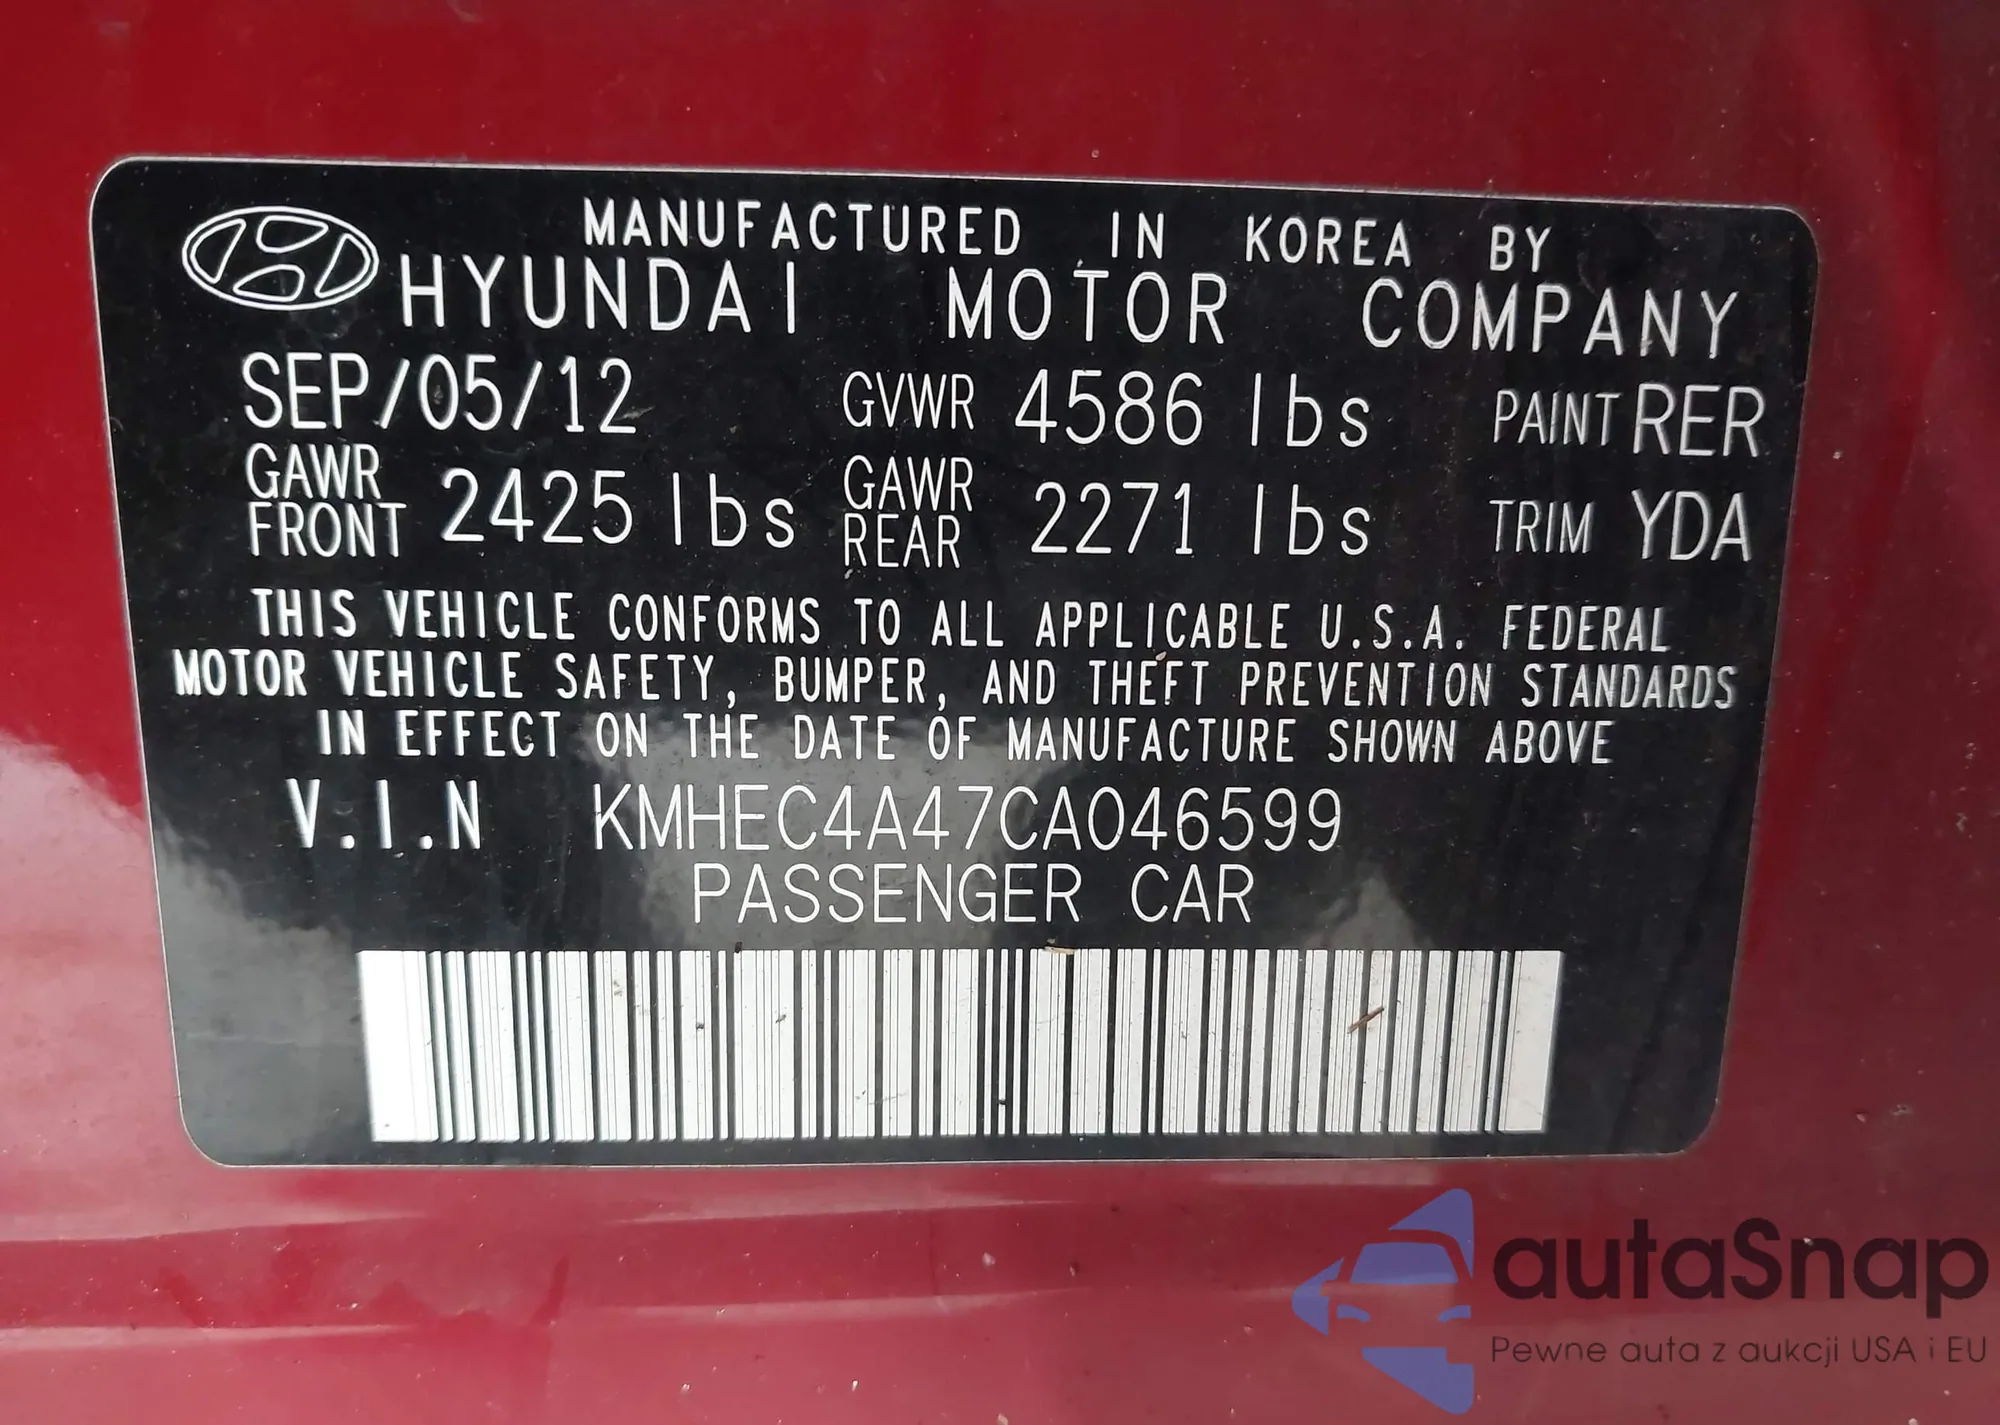 MANUFACTURED IN KOREA BY
HYUNDAI MOTOR COMPANY
SEP/05/12 GVWR 4586 lbs PAINT RER
GAWR FRONT 2425 lbs GAWR REAR 2271 lbs TRIM YDA
THIS VEHICLE CONFORMS TO ALL APPLICABLE U.S.A. FEDERAL
MOTOR VEHICLE SAFETY, BUMPER, AND THEFT PREVENTION STANDARDS
IN EFFECT ON THE DATE OF MANUFACTURE SHOWN ABOVE
V.I.N KMHEC4A47CA046599
PASSENGER CAR
autaSnap
Pewne auta z aukcji USA i EU